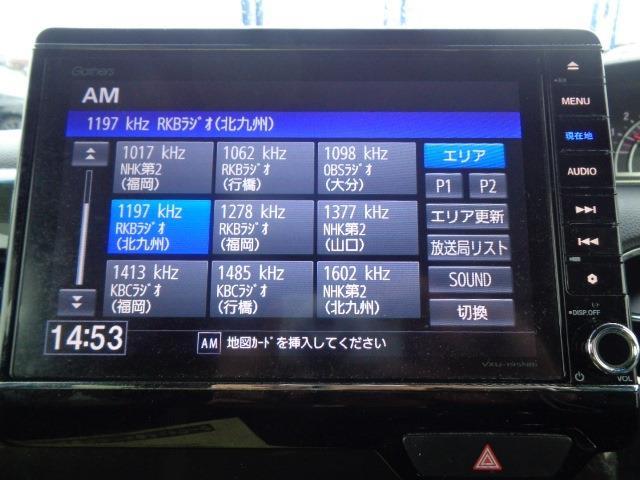 Gathers
AM
1197 kHz RKBﾗｼﾞｵ(北九州)
1017 kHz
NHK第2
(福岡)
1062 kHz
RKBﾗｼﾞｵ
(行橋)
1098 kHz
OBSﾗｼﾞｵ
(大分)
1197 kHz
RKBﾗｼﾞｵ
(北九州)
1278 kHz
RKBﾗｼﾞｵ
(福岡)
1377 kHz
NHK第2
(山口)
1413 kHz
KBCﾗｼﾞｵ
(福岡)
1485 kHz
KBCﾗｼﾞｵ
(行橋)
1602 kHz
NHK第2
(北九州)
エリア
P1 P2
エリア更新
放送局リスト
SOUND
切換
14:53
AM 地図ｶｰﾄﾞを挿入してください
MENU
現在地
AUDIO
DISP.OFF
VOL